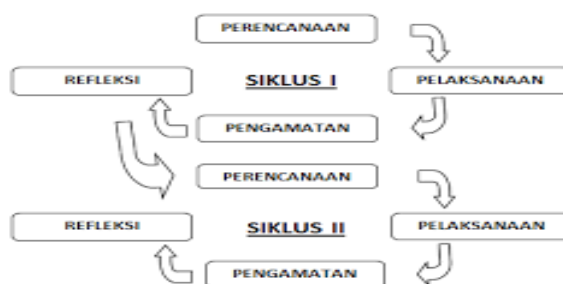 PERENCANAAN
REFLEKSI SIKLUS I PELAKSANAAN
PENGAMATAN
PERENCANAAN
REFLEKSI SIKLUS II PELAKSANAAN
PENGAMATAN